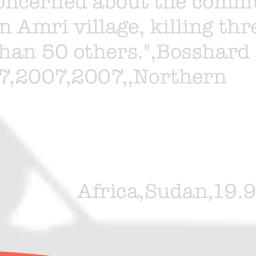 oncerned about the commu
n Amri village, killing thre
han 50 others.",Bosshard
7,2007,2007,,Northern
Africa,Sudan,19.9